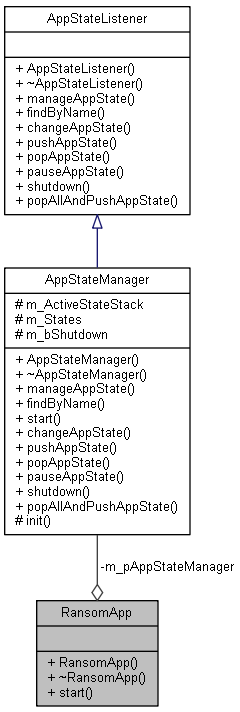 AppStateListener
+ AppStateListener()
+ ~AppStateListener()
+ manageAppState()
+ findByName()
+ changeAppState()
+ pushAppState()
+ popAppState()
+ pauseAppState()
+ shutdown()
+ popAllAndPushAppState()
AppStateManager
# m_ActiveStateStack
# m_States
# m_bShutdown
+ AppStateManager()
+ ~AppStateManager()
+ manageAppState()
+ findByName()
+ start()
+ changeAppState()
+ pushAppState()
+ popAppState()
+ pauseAppState()
+ shutdown()
+ popAllAndPushAppState()
# init()
-m_pAppStateManager
RansomApp
+ RansomApp()
+ ~RansomApp()
+ start()